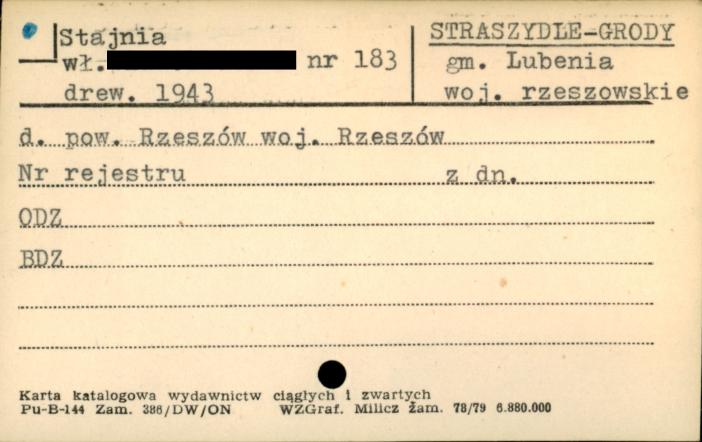 Stajnia
wł. nr 183
drew. 1943
STRASZYDLE-GRODY
gm. Lubenia
woj. rzeszowskie
d. pow. Rzeszów woj. Rzeszów
Nr rejestru z dn.
ODZ
BDZ
Karta katalogowa wydawnictw ciągłych i zwartych
Pu-B-144 Zam. 386/DW/ON WZGraf. Milicz żam. 78/79 6.880.000